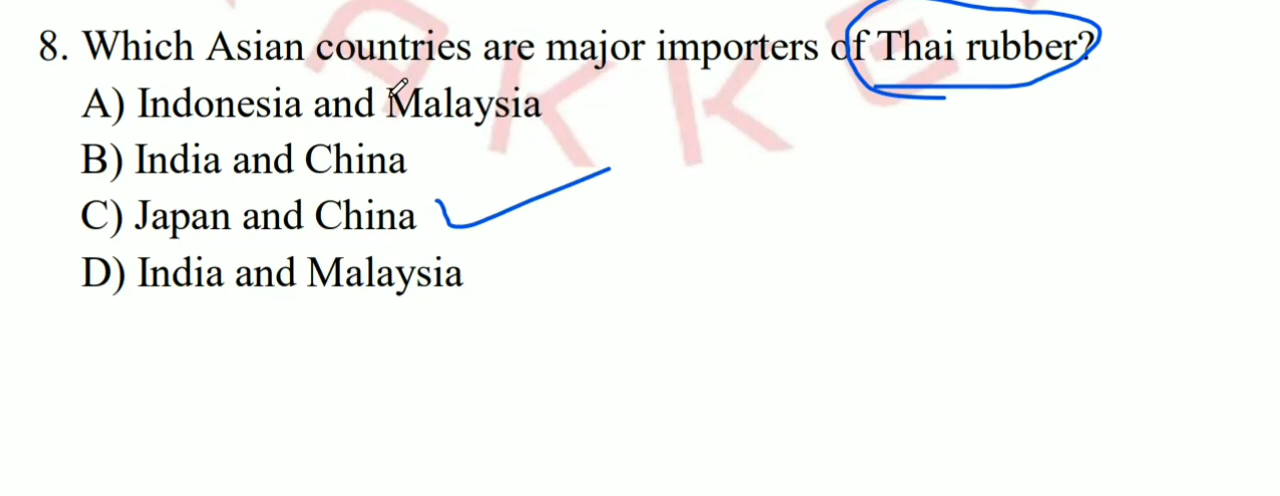 8. Which Asian countries are major importers of Thai rubber?
A) Indonesia and Malaysia
B) India and China
C) Japan and China
D) India and Malaysia